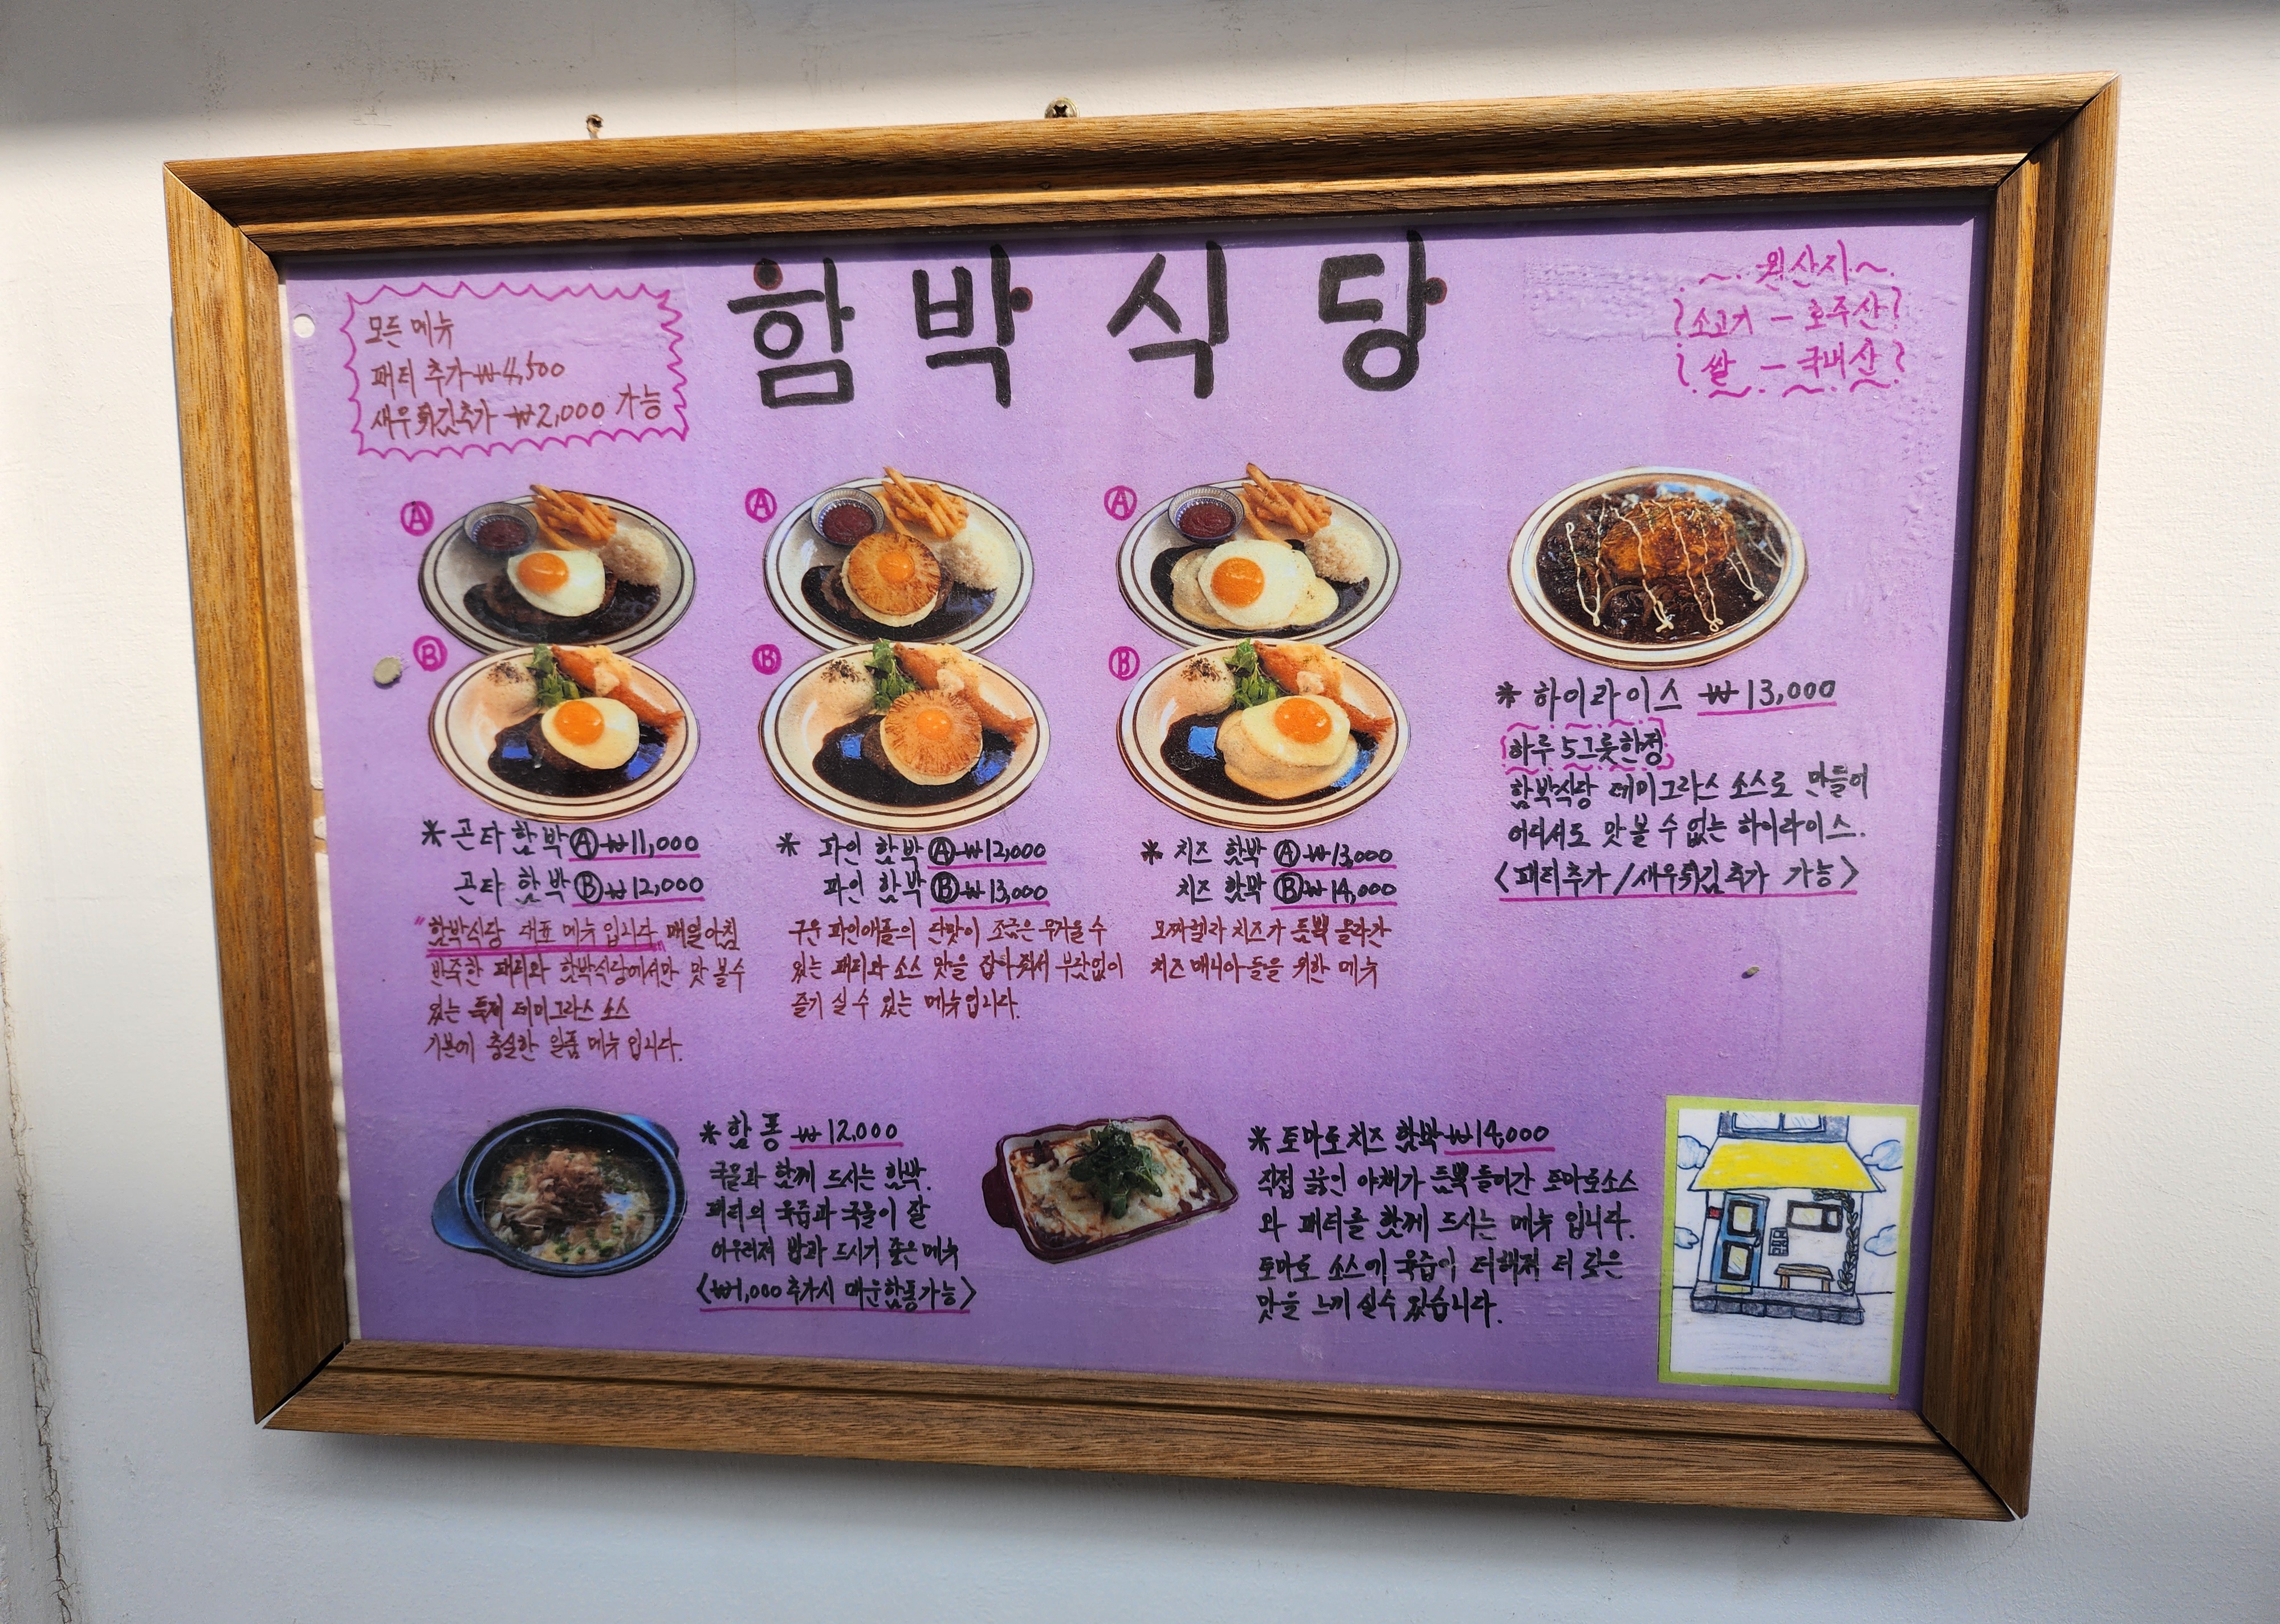 함박식당
모든 메뉴
패티 추가 ₩4,500
새우튀김추가 ₩2,000 가능
~. 원산지 ~.
소고기 - 호주산
쌀 - 국내산
A
B
A
B
A
B
* 곤타 함박 Ⓐ ₩11,000
곤타 함박 Ⓑ ₩12,000
"함박식당 대표 메뉴입니다" 매일아침
반죽한 패티와 함박식당에서만 맛 볼수
있는 특제 데미그라스 소스
기본에 충실한 일품 메뉴입니다.
* 파인 함박 Ⓐ ₩12,000
파인 함박 Ⓑ ₩13,000
구운 파인애플의 단맛이 조금은 무거울 수
있는 패티와 소스 맛을 잡아줘서 부담없이
즐기실 수 있는 메뉴입니다.
* 치즈 함박 Ⓐ ₩13,000
치즈 함박 Ⓑ ₩14,000
모짜렐라 치즈가 듬뿍 올라간
치즈 매니아들을 위한 메뉴
* 하이라이스 ₩13,000
하루 5그릇한정
함박식당 데미그라스 소스로 만들어
어디서도 맛 볼 수 없는 하이라이스.
<패티추가/새우튀김추가 가능>
* 함퐁 ₩12,000
국물과 함께 드시는 함박.
패티의 육즙과 국물이 잘
어우러져 밥과 드시기 좋은 메뉴
<₩1,000 추가시 매운함퐁가능>
* 토마토치즈 함박 ₩14,000
직접 끓인 야채가 듬뿍 들어간 토마토소스
와 패티를 함께 드시는 메뉴입니다.
토마토 소스에 육즙이 더해져 더 깊은
맛을 느끼실수 있습니다.